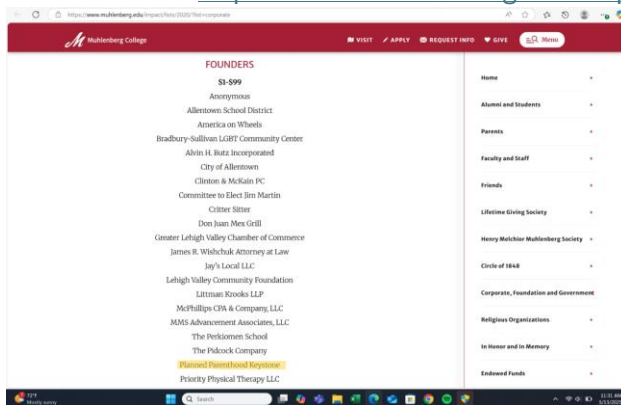 https://www.muhlenberg.edu/impact/lists/2020/?list=corporate
Muhlenberg College
VISIT
APPLY
REQUEST INFO
GIVE
Menu
FOUNDERS
$1-$99
Anonymous
Allentown School District
America on Wheels
Bradbury-Sullivan LGBT Community Center
Alvin H. Butz Incorporated
City of Allentown
Clinton & McKain PC
Committee to Elect Jim Martin
Critter Sitter
Don Juan Mex Grill
Greater Lehigh Valley Chamber of Commerce
James R. Wishchuk Attorney at Law
Jay's Local LLC
Lehigh Valley Community Foundation
Littman Krooks LLP
McPhillips CPA & Company, LLC
MMS Advancement Associates, LLC
The Perkiomen School
The Pidcock Company
Planned Parenthood Keystone
Priority Physical Therapy LLC
Home
Alumni and Students
Parents
Faculty and Staff
Friends
Lifetime Giving Society
Henry Melchior Muhlenberg Society
Circle of 1848
Corporate, Foundation and Government
Religious Organizations
In Honor and In Memory
Endowed Funds
72°F
Mostly sunny
Search
11:31 AM